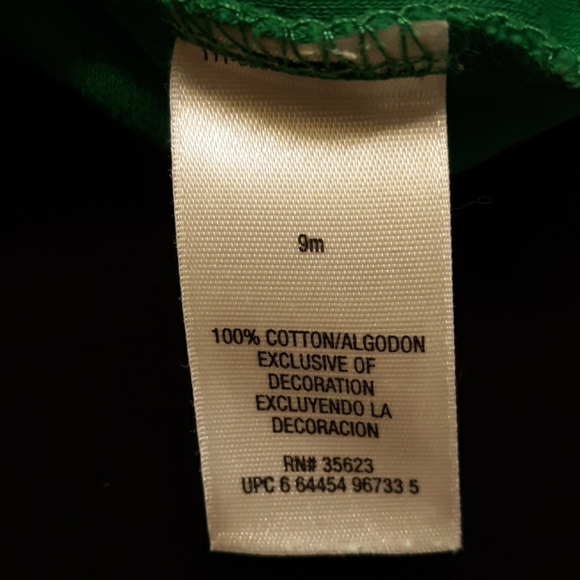 9m
100% COTTON/ALGODON
EXCLUSIVE OF
DECORATION
EXCLUYENDO LA
DECORACION
RN# 35623
UPC 6 64454 96733 5